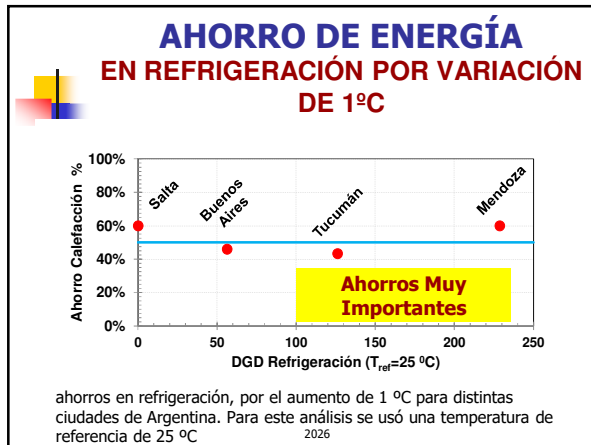 AHORRO DE ENERGÍA
EN REFRIGERACIÓN POR VARIACIÓN
DE 1ºC
Ahorro Calefacción %
100%
80%
60%
40%
20%
0%
Salta
Buenos
Aires
Tucumán
Mendoza
Ahorros Muy
Importantes
0 50 100 150 200 250
DGD Refrigeración (Tref=25 ⁰C)
ahorros en refrigeración, por el aumento de 1 ºC para distintas
ciudades de Argentina. Para este análisis se usó una temperatura de
referencia de 25 ºC
2026